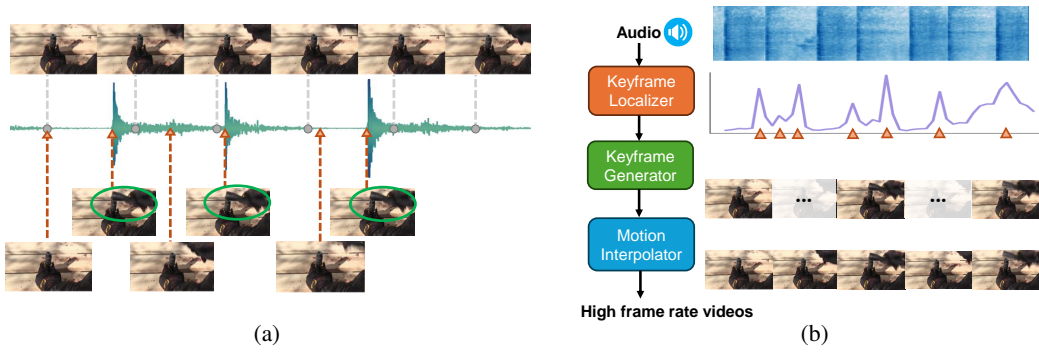 Audio
Keyframe
Localizer
Keyframe
Generator
...
...
Motion
Interpolator
High frame rate videos
(a)
(b)